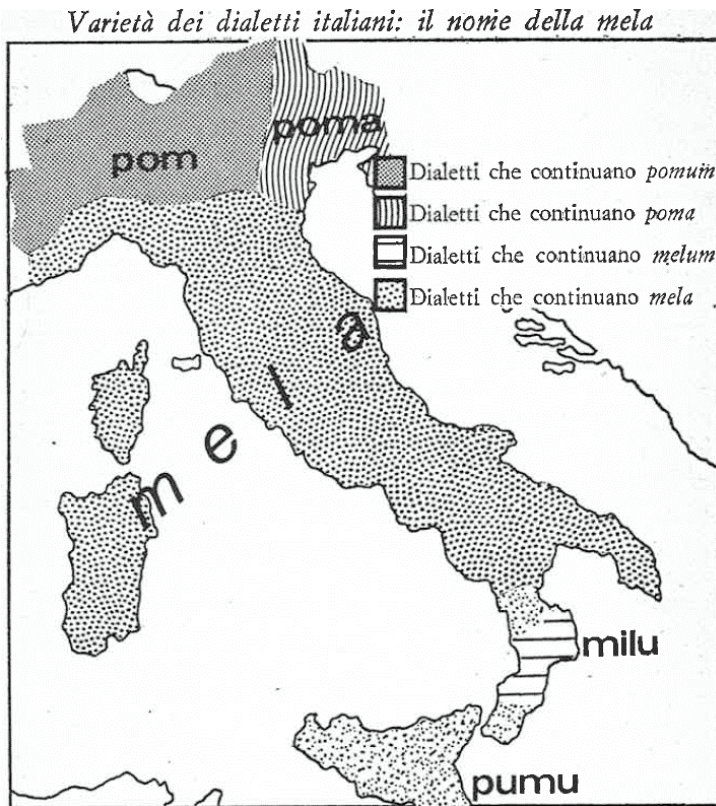 Varietà dei dialetti italiani: il nome della mela
pom
poma
Dialetti che continuano pomum
Dialetti che continuano poma
Dialetti che continuano melum
Dialetti che continuano mela
mela
milu
pumu